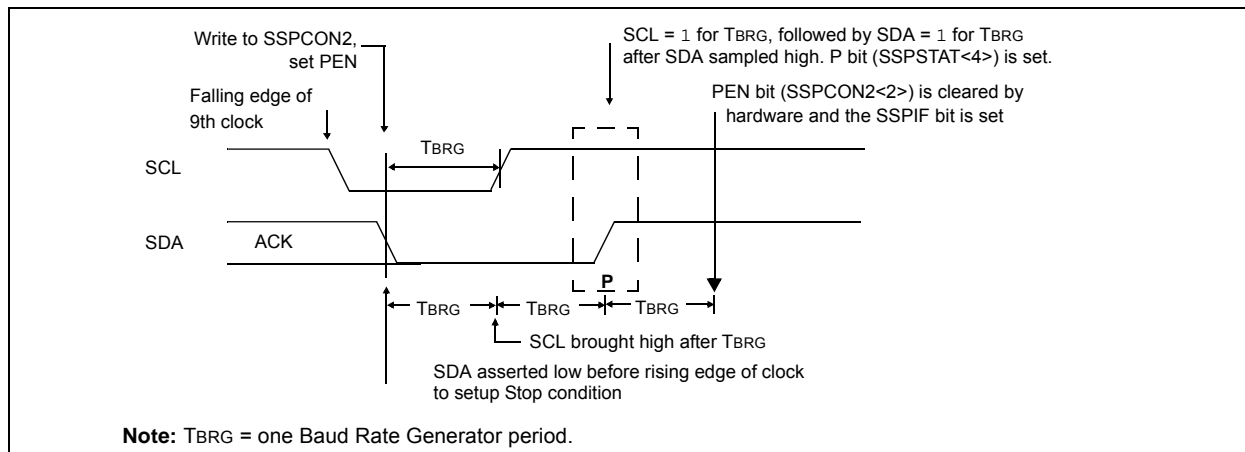 Write to SSPCON2,
set PEN
SCL = 1 for TBRG, followed by SDA = 1 for TBRG
after SDA sampled high. P bit (SSPSTAT<4>) is set.
Falling edge of
9th clock
PEN bit (SSPCON2<2>) is cleared by
hardware and the SSPIF bit is set
TBRG
SCL
SDA
ACK
P
TBRG
TBRG
TBRG
SCL brought high after TBRG
SDA asserted low before rising edge of clock
to setup Stop condition
Note: TBRG = one Baud Rate Generator period.